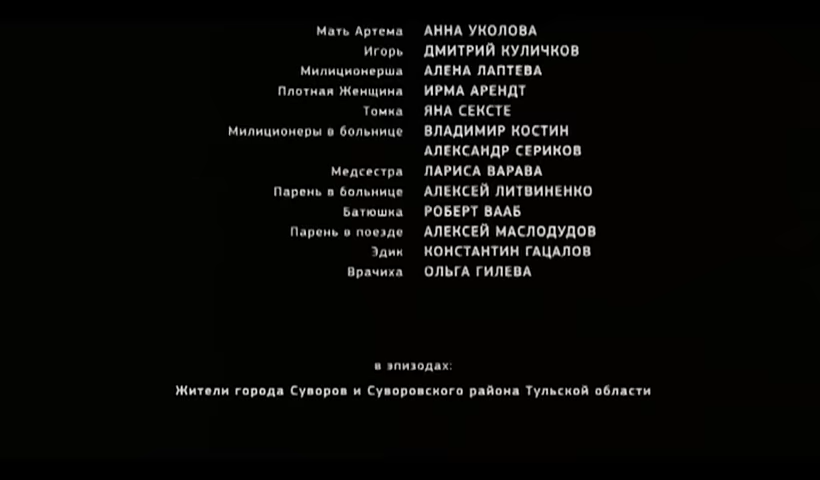 Мать Артема АННА УКОЛОВА
Игорь ДМИТРИЙ КУЛИЧКОВ
Милиционерша АЛЕНА ЛАПТЕВА
Плотная Женщина ИРМА АРЕНДТ
Томка ЯНА СЕКСТЕ
Милиционеры в больнице ВЛАДИМИР КОСТИН
АЛЕКСАНДР СЕРИКОВ
Медсестра ЛАРИСА ВАРАВА
Парень в больнице АЛЕКСЕЙ ЛИТВИНЕНКО
Батюшка РОБЕРТ ВААБ
Парень в поезде АЛЕКСЕЙ МАСЛОДУДОВ
Эдик КОНСТАНТИН ГАЦАЛОВ
Врачиха ОЛЬГА ГИЛЕВА
в эпизодах:
Жители города Суворов и Суворовского района Тульской области